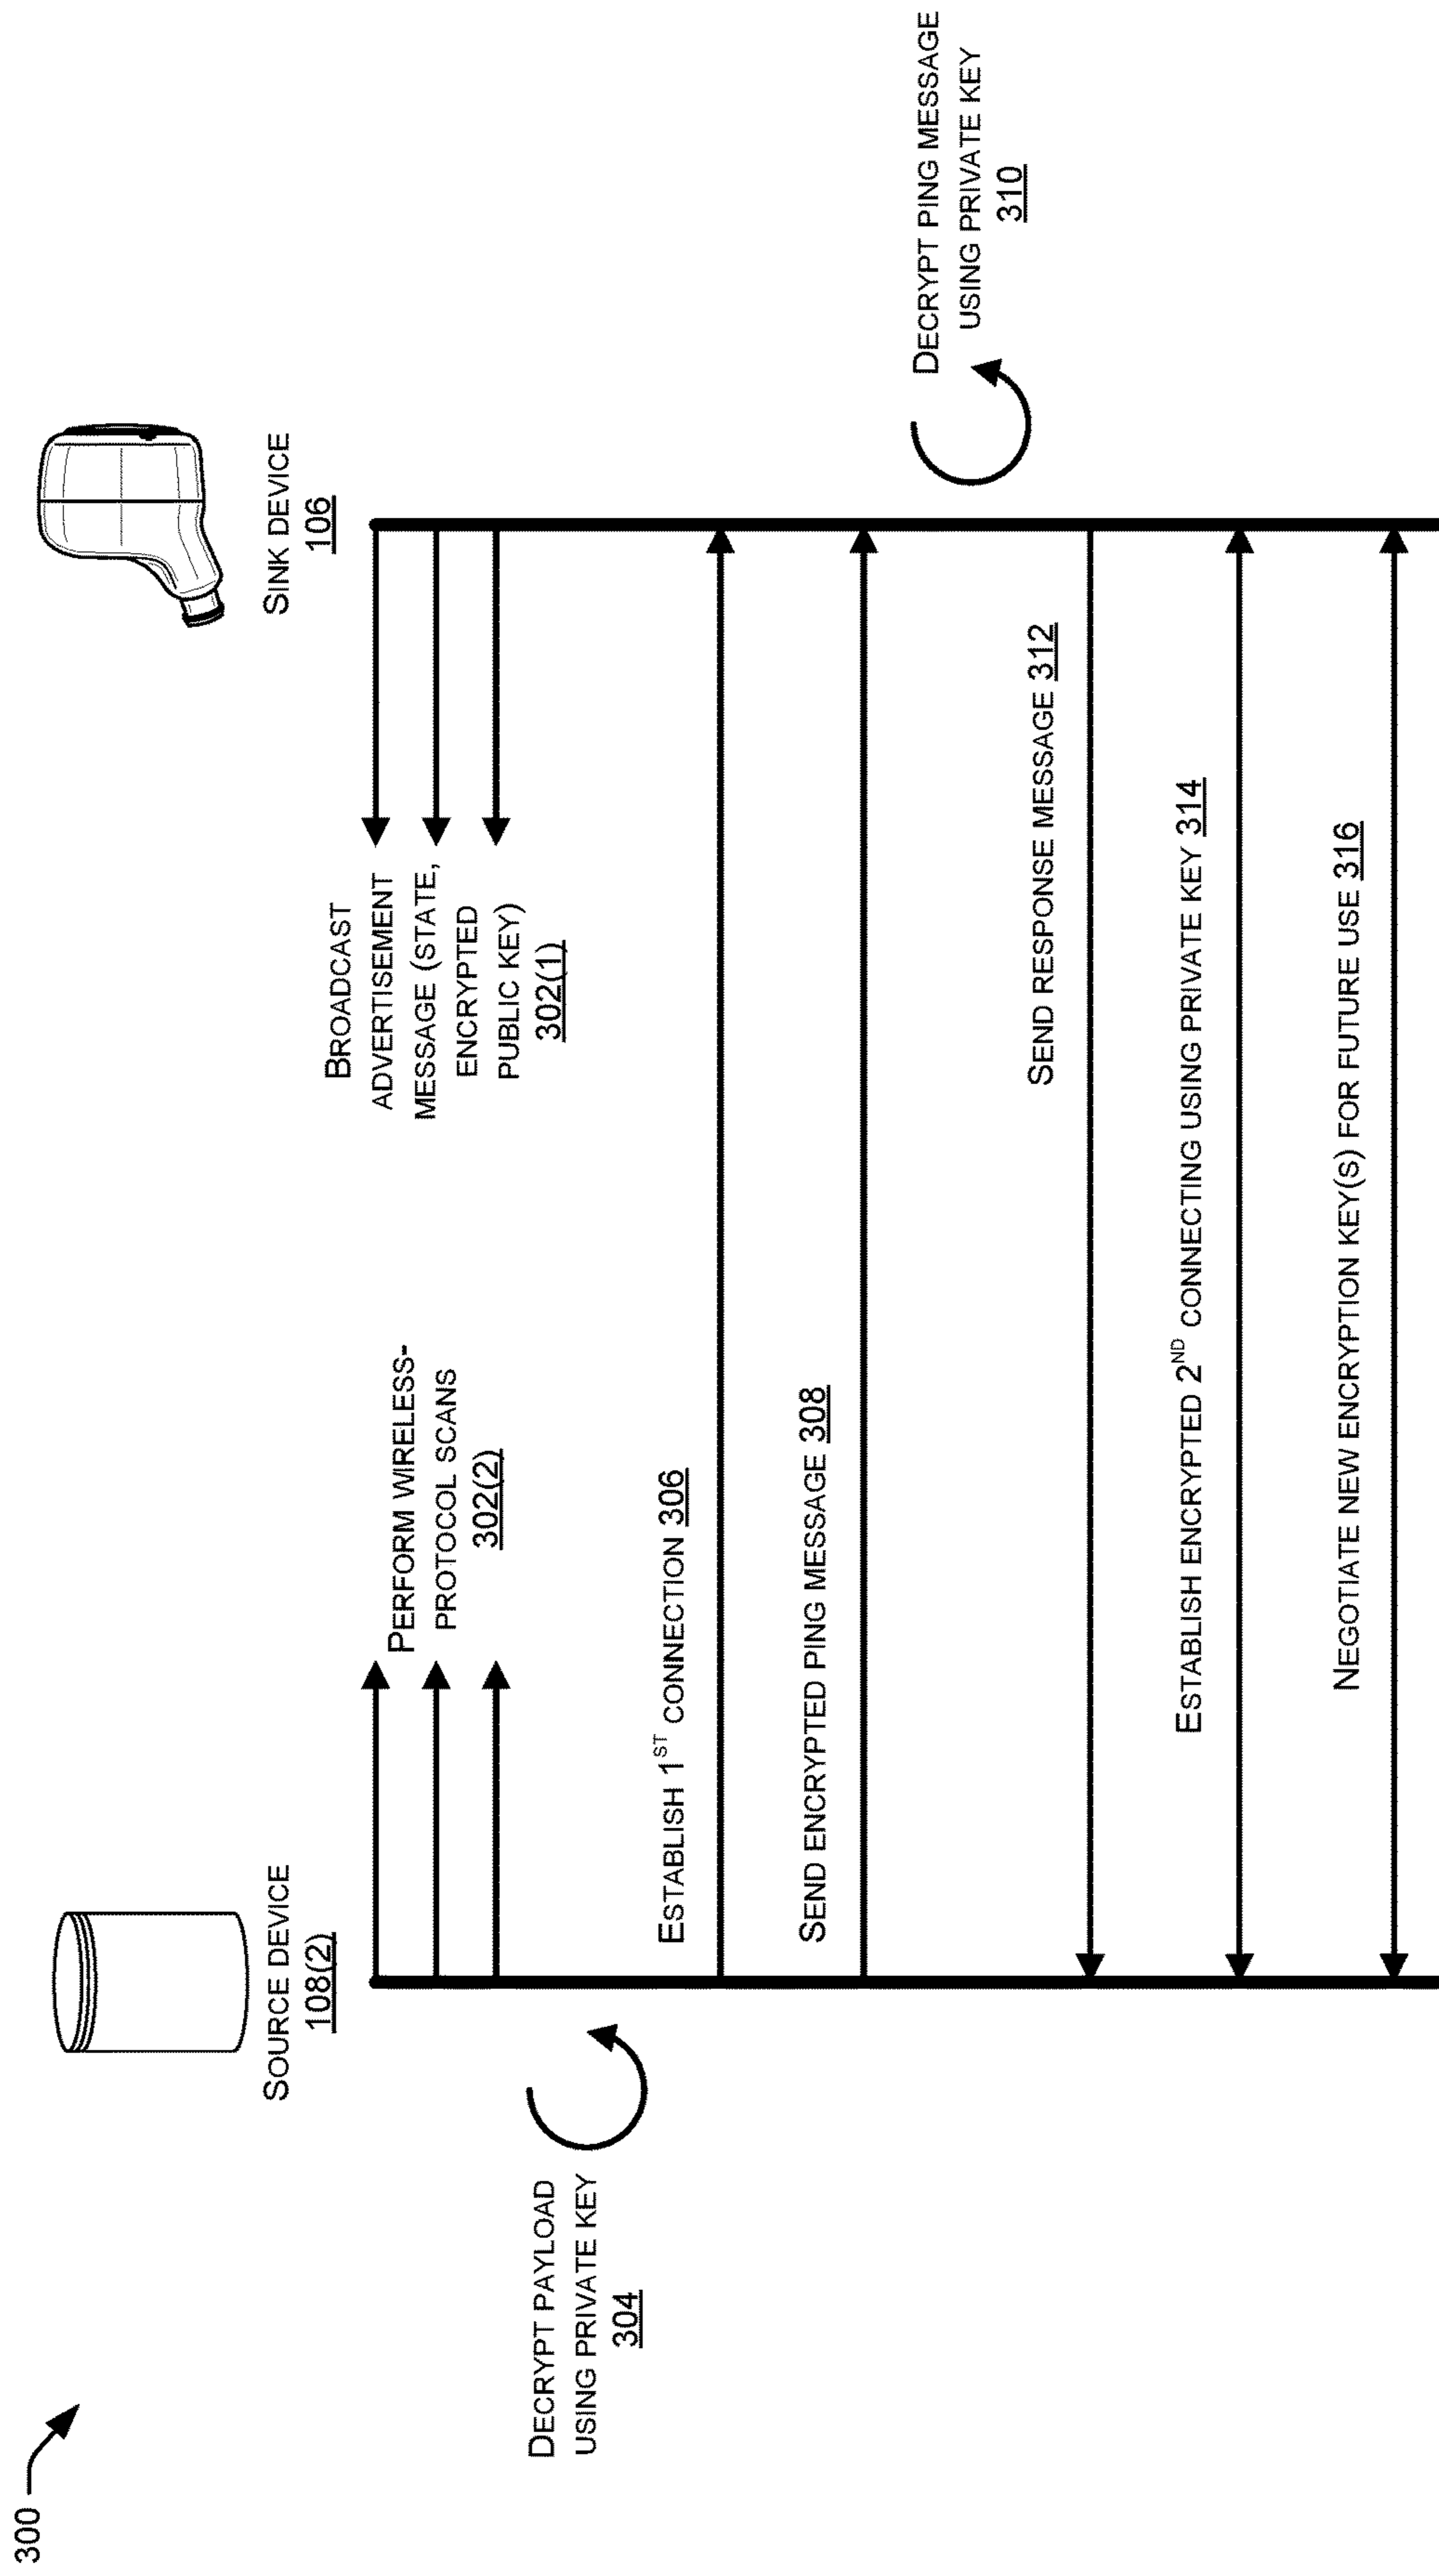 300
SOURCE DEVICE
108(2)
SINK DEVICE
106
PERFORM WIRELESS-
PROTOCOL SCANS
302(2)
BROADCAST
ADVERTISEMENT
MESSAGE (STATE,
ENCRYPTED
PUBLIC KEY)
302(1)
DECRYPT PAYLOAD
USING PRIVATE KEY
304
ESTABLISH 1ST CONNECTION 306
SEND ENCRYPTED PING MESSAGE 308
DECRYPT PING MESSAGE
USING PRIVATE KEY
310
SEND RESPONSE MESSAGE 312
ESTABLISH ENCRYPTED 2ND CONNECTING USING PRIVATE KEY 314
NEGOTIATE NEW ENCRYPTION KEY(S) FOR FUTURE USE 316